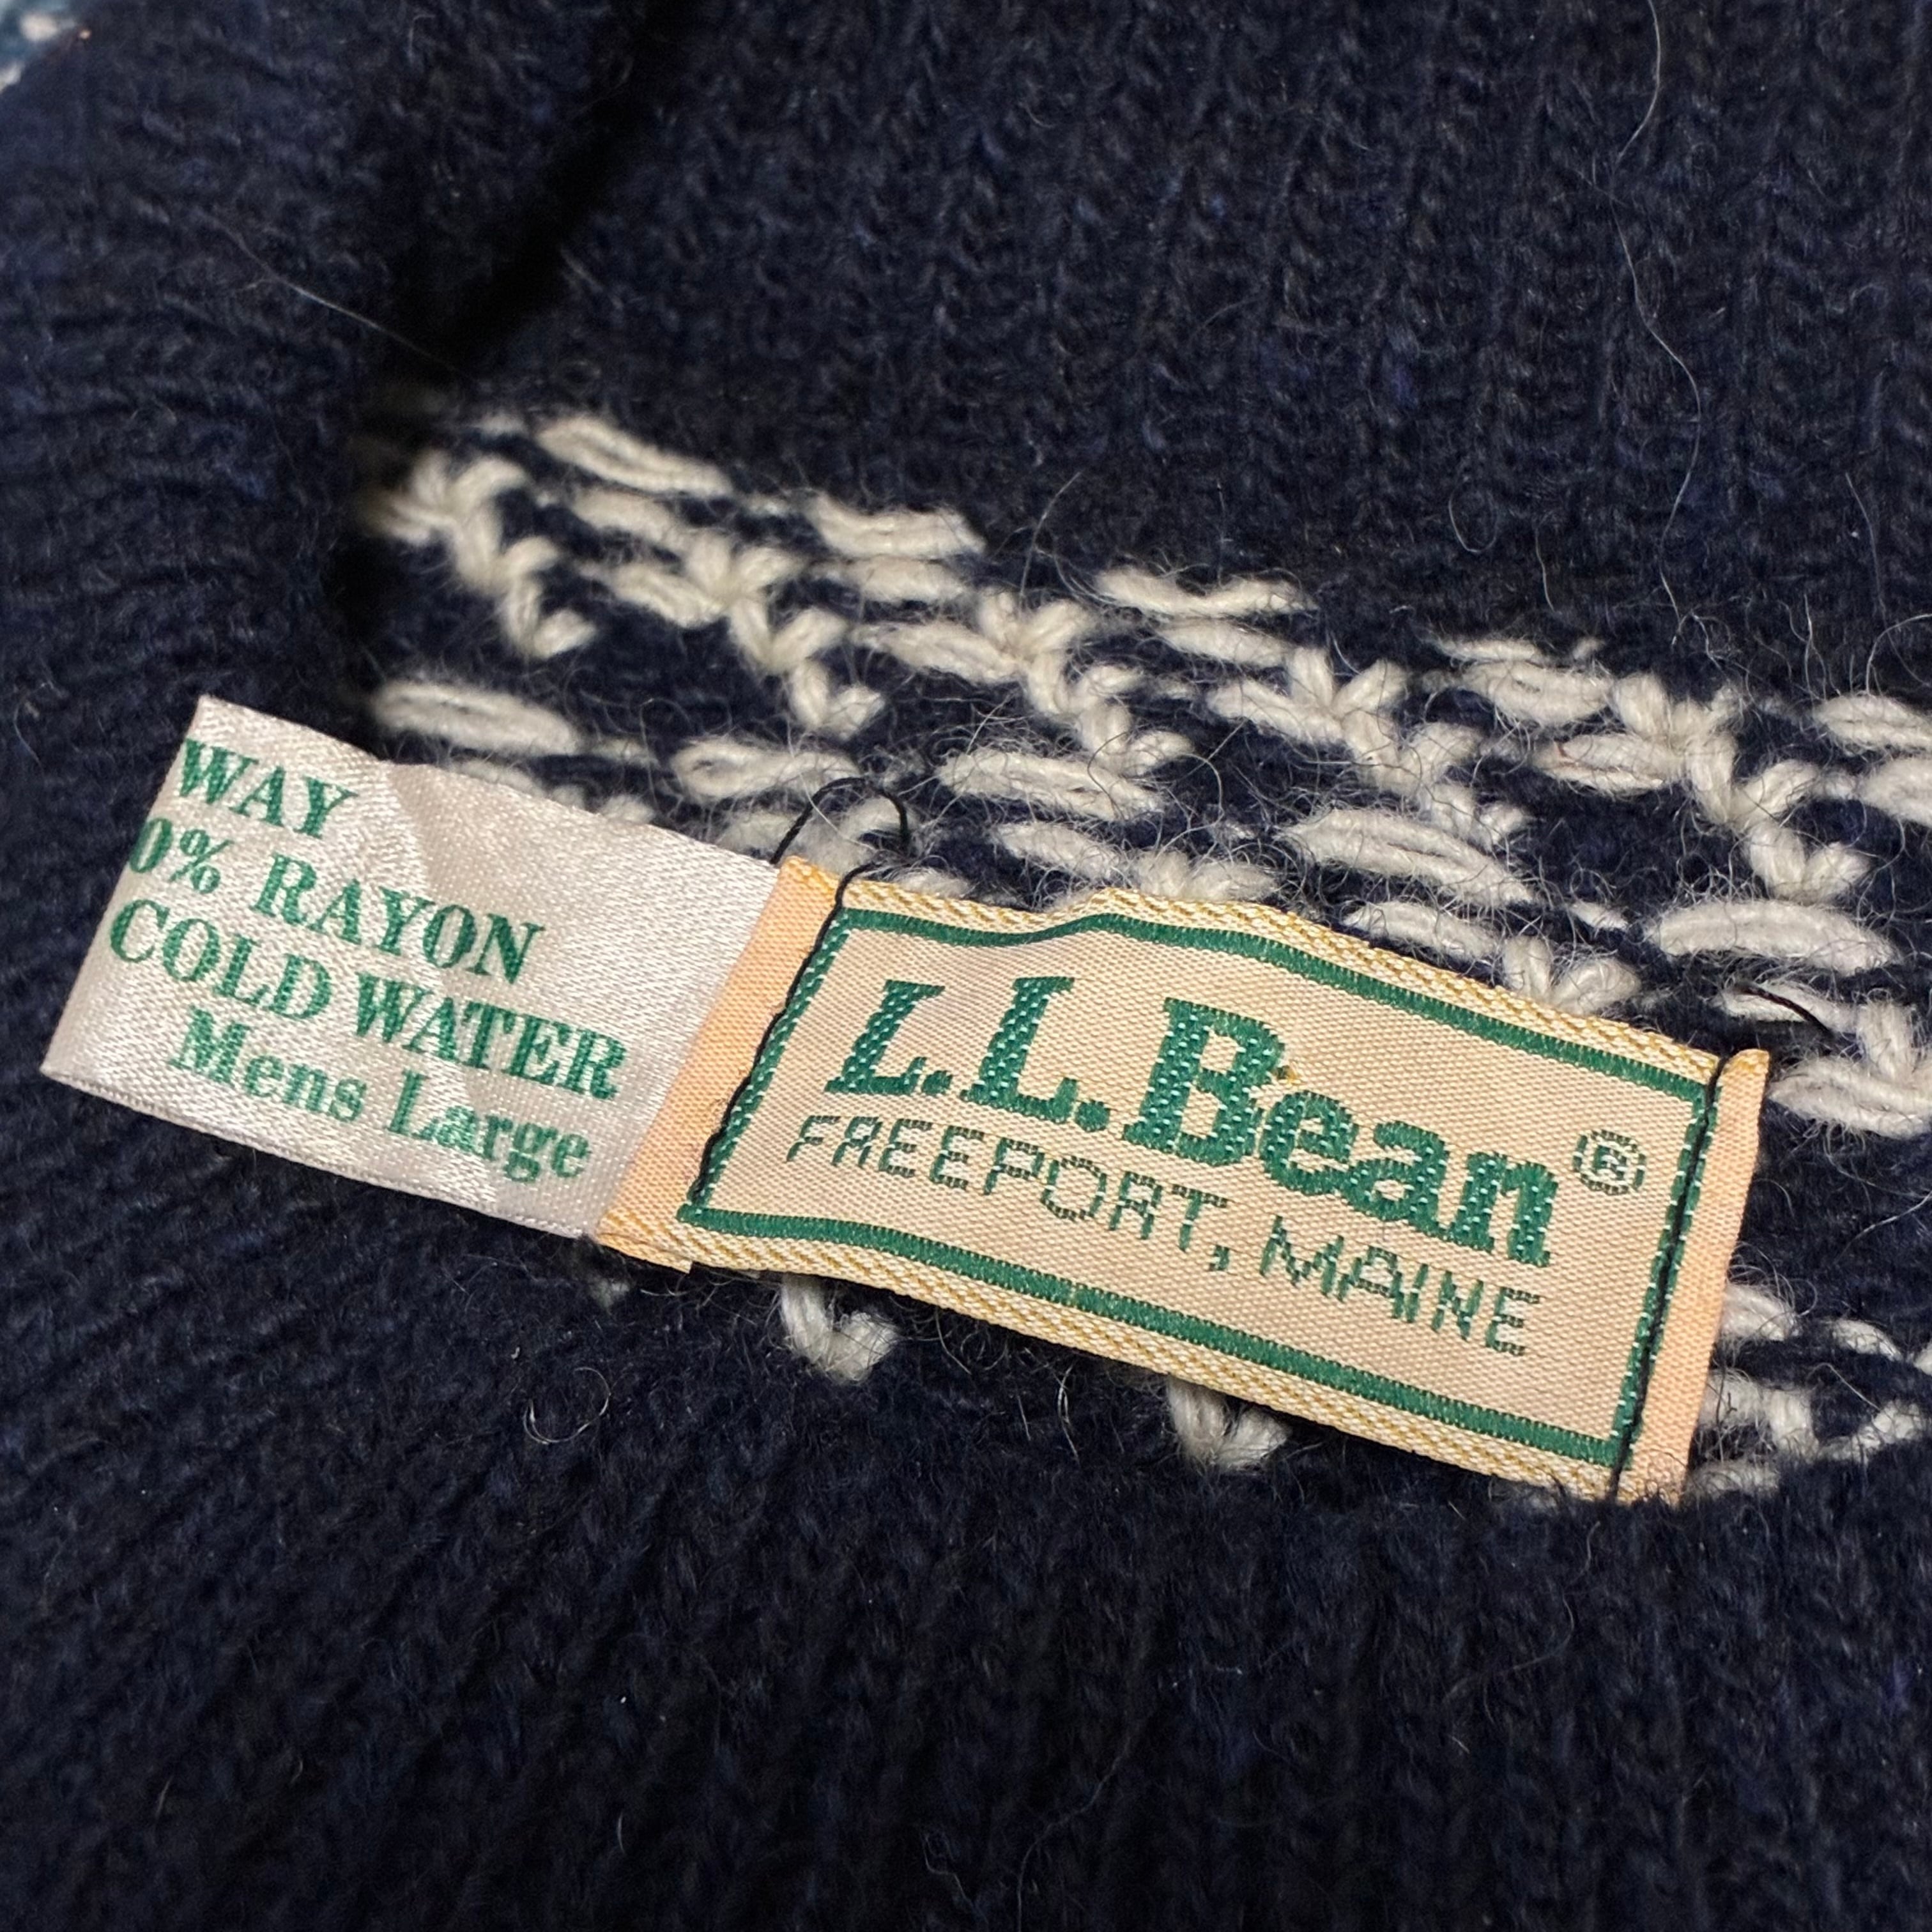 WAY
0% RAYON
COLD WATER
Mens Large
L.L.Bean®
FREEPORT, MAINE